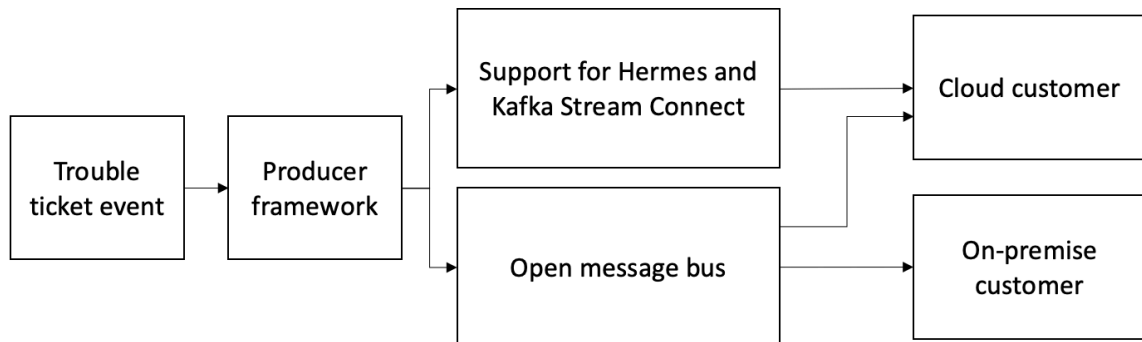 Trouble
ticket event
Producer
framework
Support for Hermes and
Kafka Stream Connect
Open message bus
Cloud customer
On-premise
customer